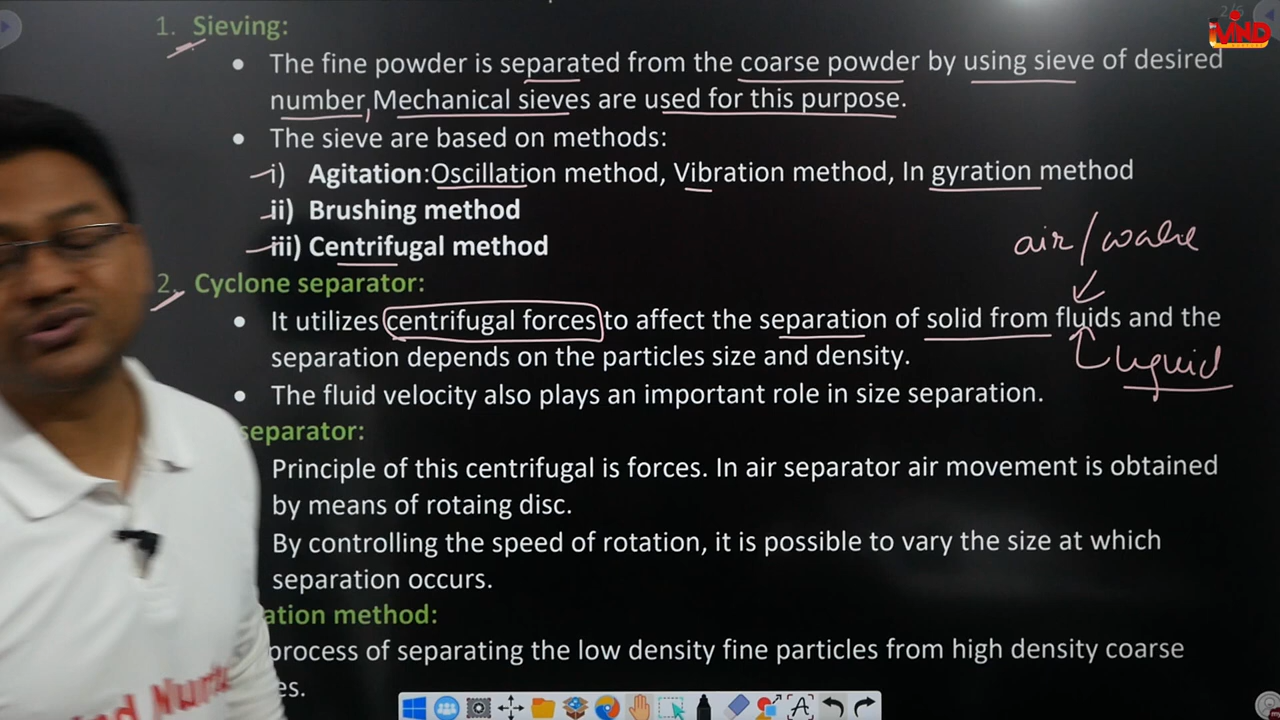 2/6
MIND
1. Sieving:
• The fine powder is separated from the coarse powder by using sieve of desired
number, Mechanical sieves are used for this purpose.
• The sieve are based on methods:
i) Agitation:Oscillation method, Vibration method, In gyration method
ii) Brushing method
iii) Centrifugal method
air/wate
2. Cyclone separator:
• It utilizes centrifugal forces to affect the separation of solid from fluids and the
separation depends on the particles size and density.
liquid
• The fluid velocity also plays an important role in size separation.
separator:
Principle of this centrifugal is forces. In air separator air movement is obtained
by means of rotaing disc.
By controlling the speed of rotation, it is possible to vary the size at which
separation occurs.
ation method:
process of separating the low density fine particles from high density coarse
es.